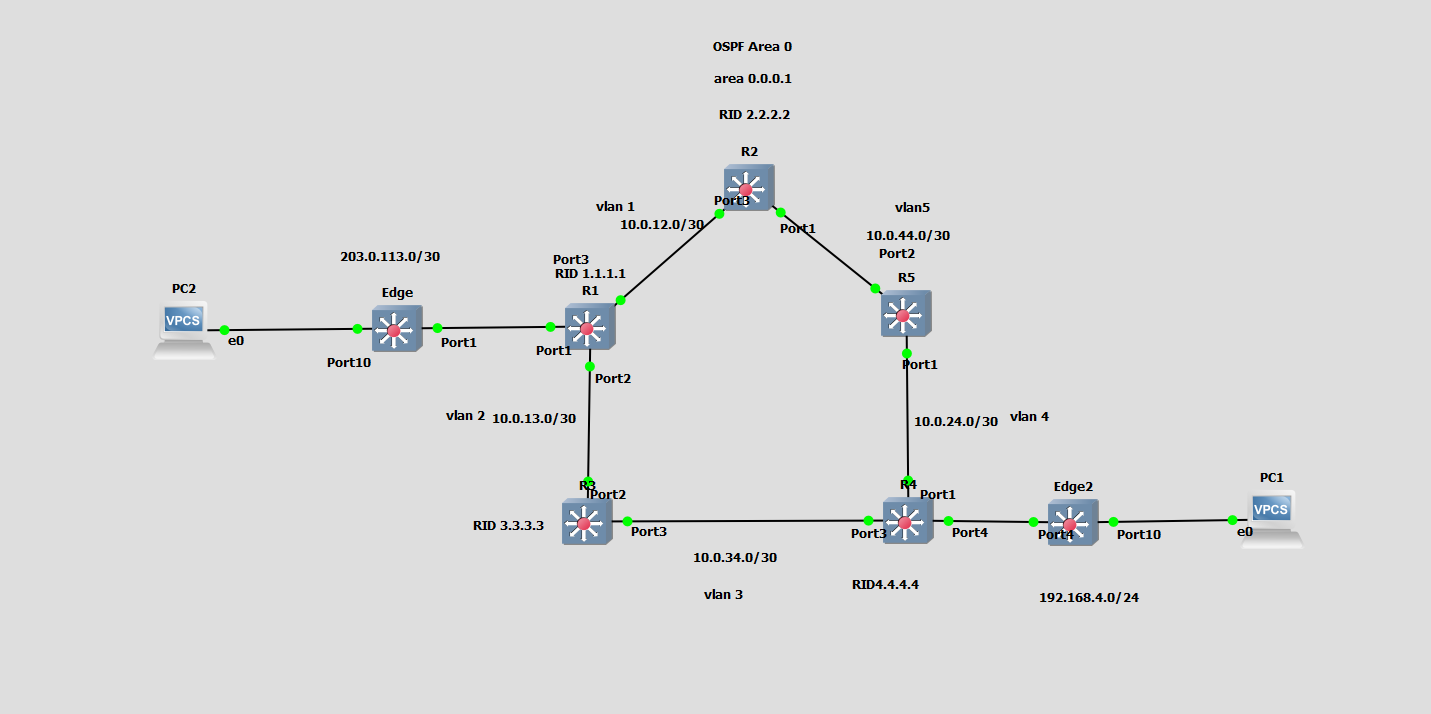 OSPF Area 0
area 0.0.0.1
RID 2.2.2.2
R2
Port3
Port1
vlan 1
10.0.12.0/30
vlan5
10.0.44.0/30
Port2
R5
Port1
203.0.113.0/30
Port3
RID 1.1.1.1
R1
PC2
VPCS
e0
Edge
Port10
Port1
Port1
Port2
vlan 2
10.0.13.0/30
10.0.24.0/30
vlan 4
R3
Port2
RID 3.3.3.3
Port3
R4
Port1
Port3
Port4
Edge2
Port4
Port10
PC1
VPCS
e0
10.0.34.0/30
vlan 3
RID4.4.4.4
192.168.4.0/24